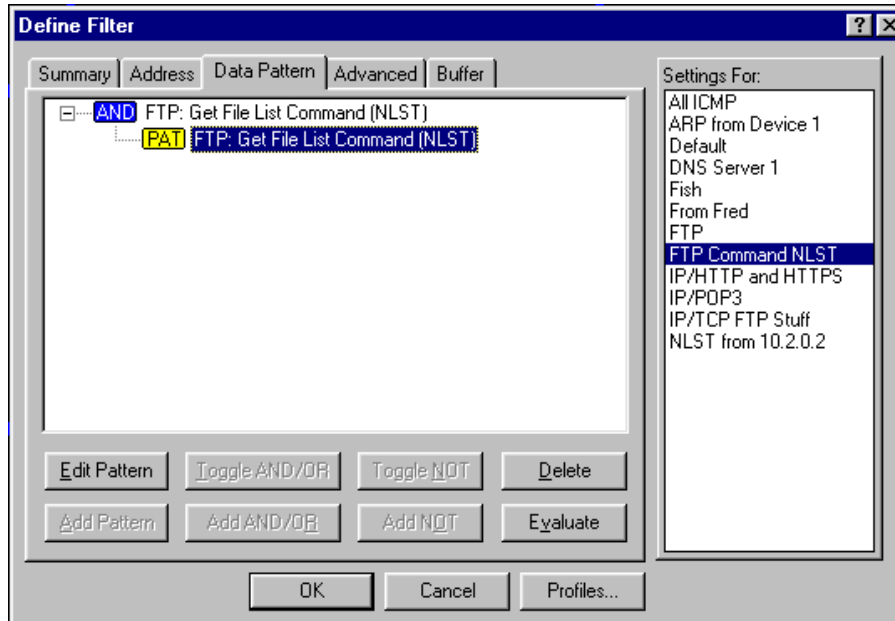 Define Filter
Summary Address Data Pattern Advanced Buffer
AND FTP: Get File List Command (NLST)
PAT FTP: Get File List Command (NLST)
Edit Pattern Toggle AND/OR Toggle NOT Delete
Add Pattern Add AND/OR Add NOT Evaluate
Settings For:
All ICMP
ARP from Device 1
Default
DNS Server 1
Fish
From Fred
FTP
FTP Command NLST
IP/HTTP and HTTPS
IP/POP3
IP/TCP FTP Stuff
NLST from 10.2.0.2
OK Cancel Profiles...